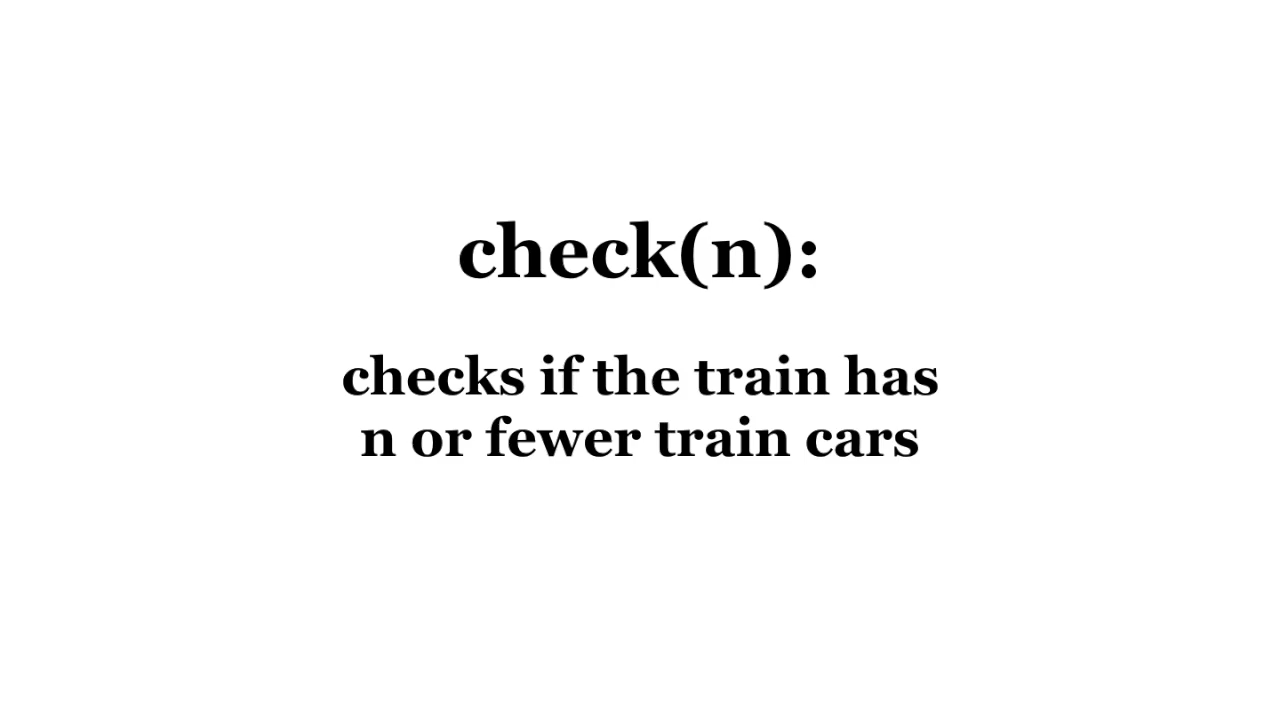 check(n):
checks if the train has
n or fewer train cars